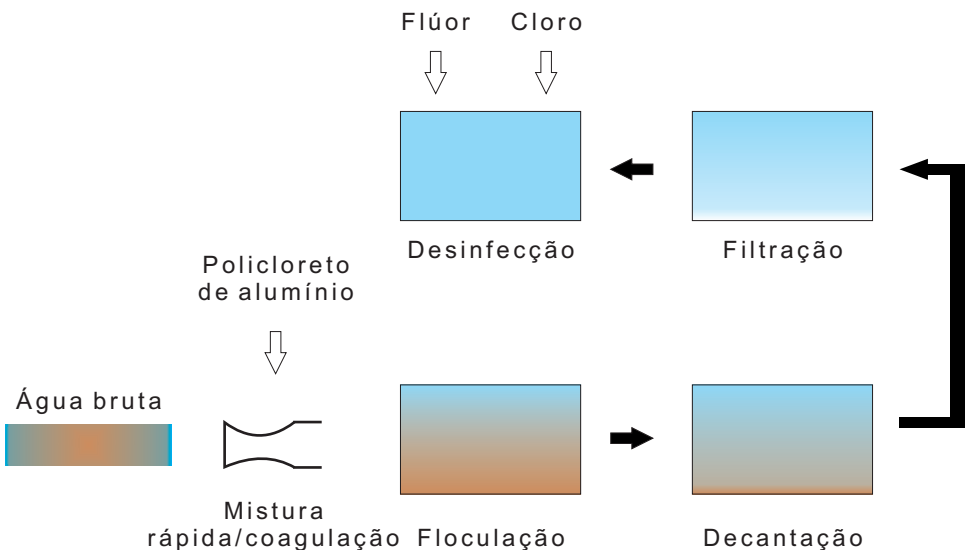 Flúor Cloro
Desinfecção Filtração
Policloreto
de alumínio
Água bruta
Mistura
rápida/coagulação Floculação Decantação